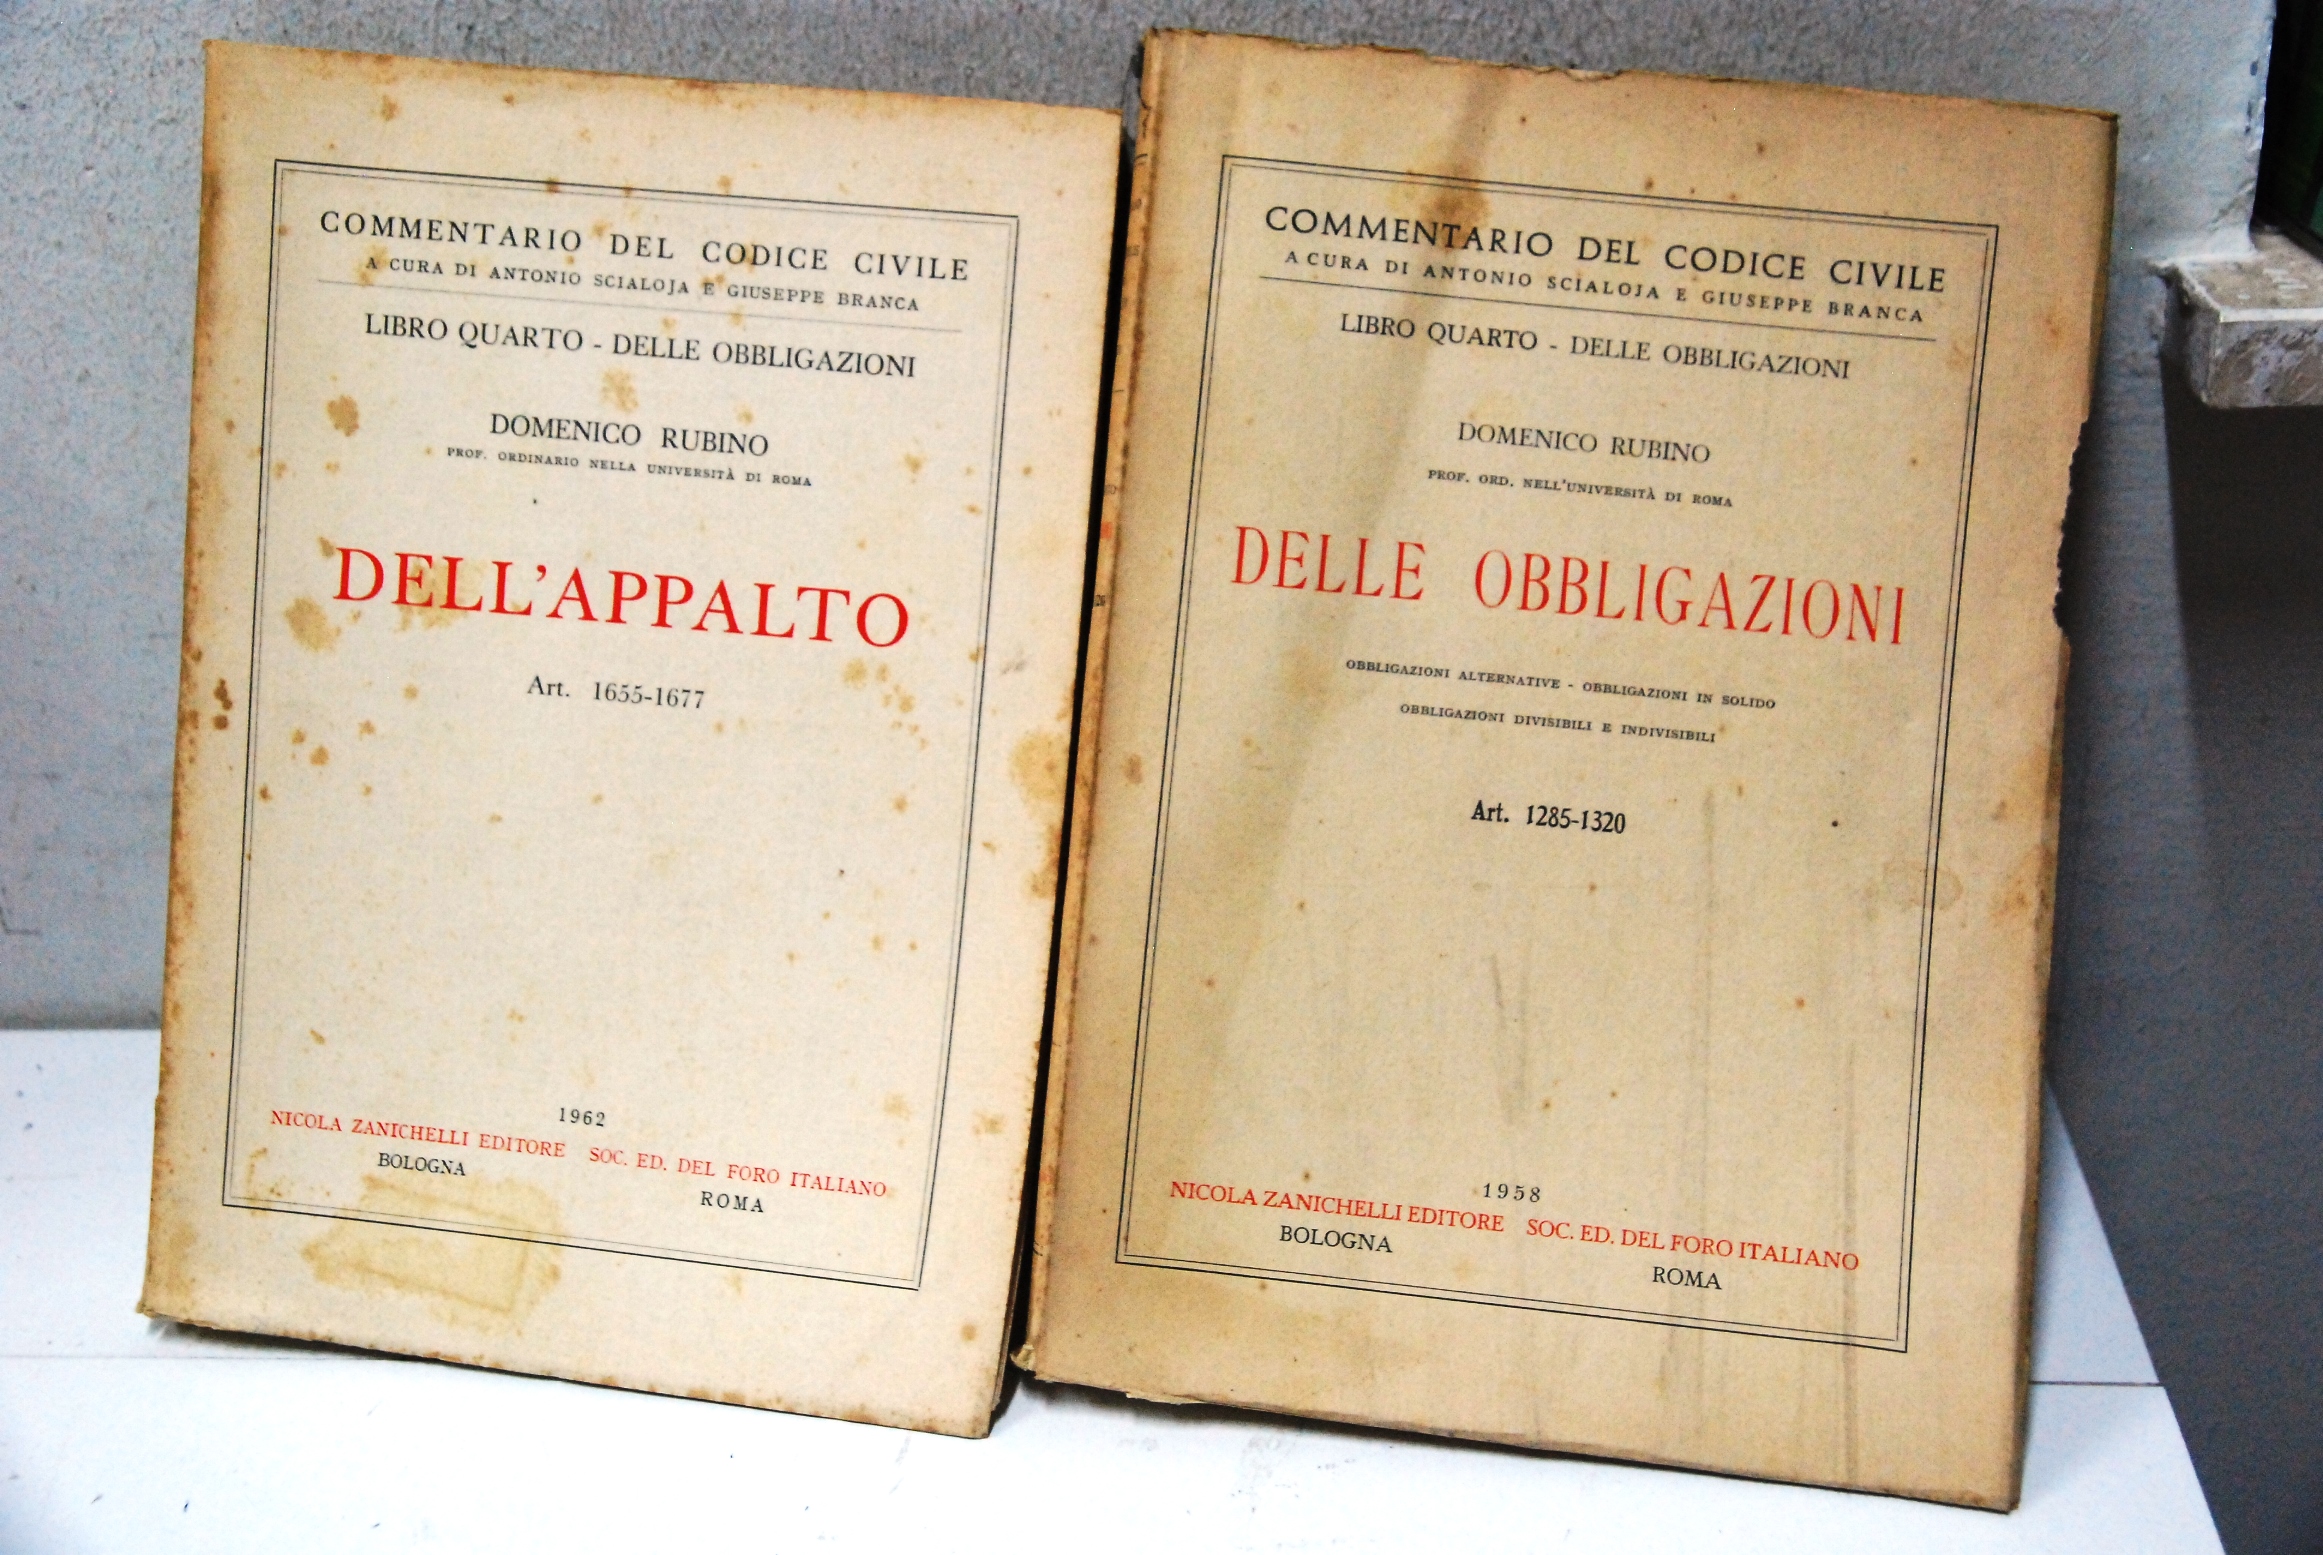 COMMENTARIO DEL CODICE CIVILE
A CURA DI ANTONIO SCIALOJA E GIUSEPPE BRANCA
LIBRO QUARTO - DELLE OBBLIGAZIONI
DOMENICO RUBINO
PROF. ORDINARIO NELLA UNIVERSITÀ DI ROMA
DELL'APPALTO
Art. 1655-1677
1962
NICOLA ZANICHELLI EDITORE SOC. ED. DEL FORO ITALIANO
BOLOGNA ROMA
COMMENTARIO DEL CODICE CIVILE
A CURA DI ANTONIO SCIALOJA E GIUSEPPE BRANCA
LIBRO QUARTO - DELLE OBBLIGAZIONI
DOMENICO RUBINO
PROF. ORD. NELL'UNIVERSITÀ DI ROMA
DELLE OBBLIGAZIONI
OBBLIGAZIONI ALTERNATIVE - OBBLIGAZIONI IN SOLIDO
OBBLIGAZIONI DIVISIBILI E INDIVISIBILI
Art. 1285-1320
1958
NICOLA ZANICHELLI EDITORE SOC. ED. DEL FORO ITALIANO
BOLOGNA ROMA